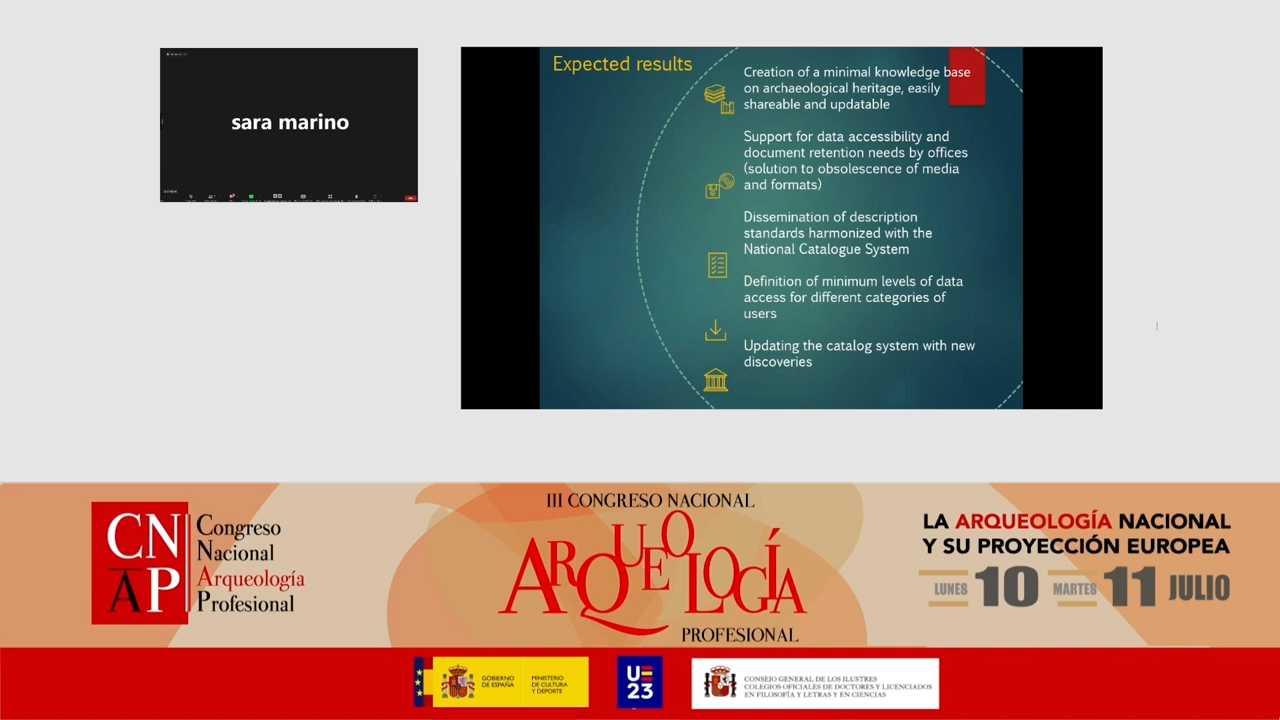 sara marino
Expected results
Creation of a minimal knowledge base
on archaeological heritage, easily
shareable and updatable
Support for data accessibility and
document retention needs by offices
(solution to obsolescence of media
and formats)
Dissemination of description
standards harmonized with the
National Catalogue System
Definition of minimum levels of data
access for different categories of
users
Updating the catalog system with new
discoveries
CN
AP
Congreso
Nacional
Arqueología
Profesional
III CONGRESO NACIONAL
ARQUEOLOGÍA
PROFESIONAL
LA ARQUEOLOGÍA NACIONAL
Y SU PROYECCIÓN EUROPEA
LUNES 10 MARTES 11 JULIO
GOBIERNO
DE ESPAÑA
MINISTERIO
DE CULTURA
Y DEPORTE
UE
23
CONSEJO GENERAL DE LOS ILUSTRES
COLEGIOS OFICIALES DE DOCTORES Y LICENCIADOS
EN FILOSOFÍA Y LETRAS Y EN CIENCIAS